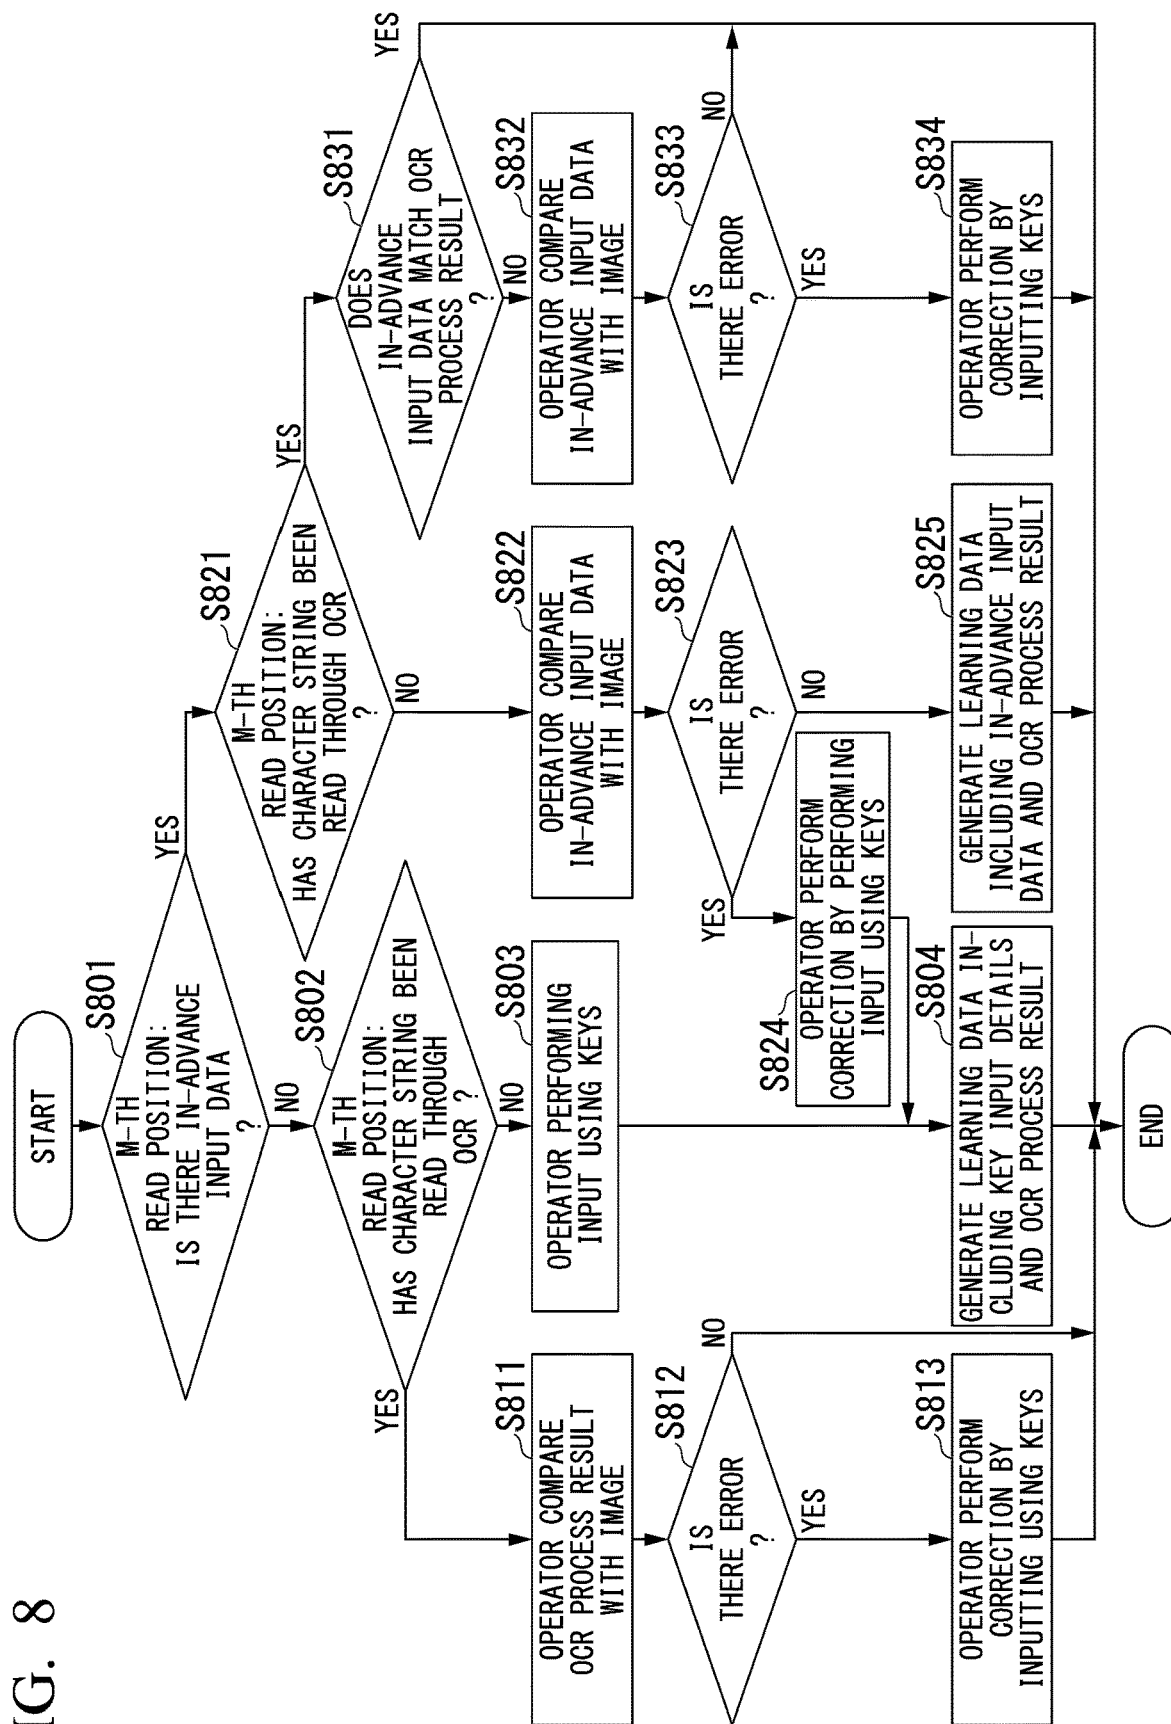 IG. 8
START
S801
M-TH
READ POSITION:
IS THERE IN-ADVANCE
INPUT DATA
?
YES
NO
S802
M-TH
READ POSITION:
HAS CHARACTER STRING BEEN
READ THROUGH
OCR ?
YES
NO
S803
OPERATOR PERFORMING
INPUT USING KEYS
S804
GENERATE LEARNING DATA IN-
CLUDING KEY INPUT DETAILS
AND OCR PROCESS RESULT
S811
OPERATOR COMPARE
OCR PROCESS RESULT
WITH IMAGE
S812
IS
THERE ERROR
?
NO
YES
S813
OPERATOR PERFORM
CORRECTION BY
INPUTTING USING KEYS
S821
M-TH
READ POSITION:
HAS CHARACTER STRING BEEN
READ THROUGH OCR
?
YES
NO
S822
OPERATOR COMPARE
IN-ADVANCE INPUT DATA
WITH IMAGE
S823
IS
THERE ERROR
?
YES
NO
S824
OPERATOR PERFORM
CORRECTION BY PERFORMING
INPUT USING KEYS
S825
GENERATE LEARNING DATA
INCLUDING IN-ADVANCE INPUT
DATA AND OCR PROCESS RESULT
S831
DOES
IN-ADVANCE
INPUT DATA MATCH OCR
PROCESS RESULT
?
YES
NO
S832
OPERATOR COMPARE
IN-ADVANCE INPUT DATA
WITH IMAGE
S833
IS
THERE ERROR
?
NO
YES
S834
OPERATOR PERFORM
CORRECTION BY
INPUTTING KEYS
END